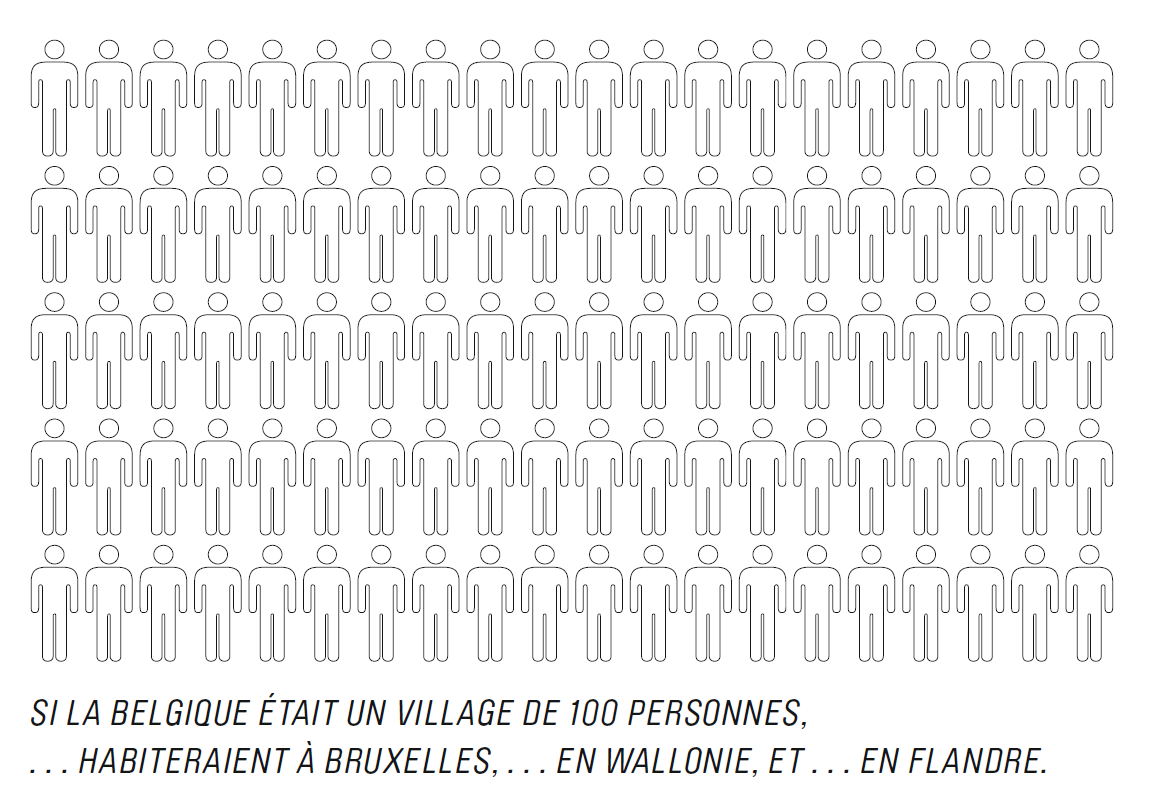 SI LA BELGIQUE ÉTAIT UN VILLAGE DE 100 PERSONNES,
... HABITERAIENT À BRUXELLES, ... EN WALLONIE, ET ... EN FLANDRE.